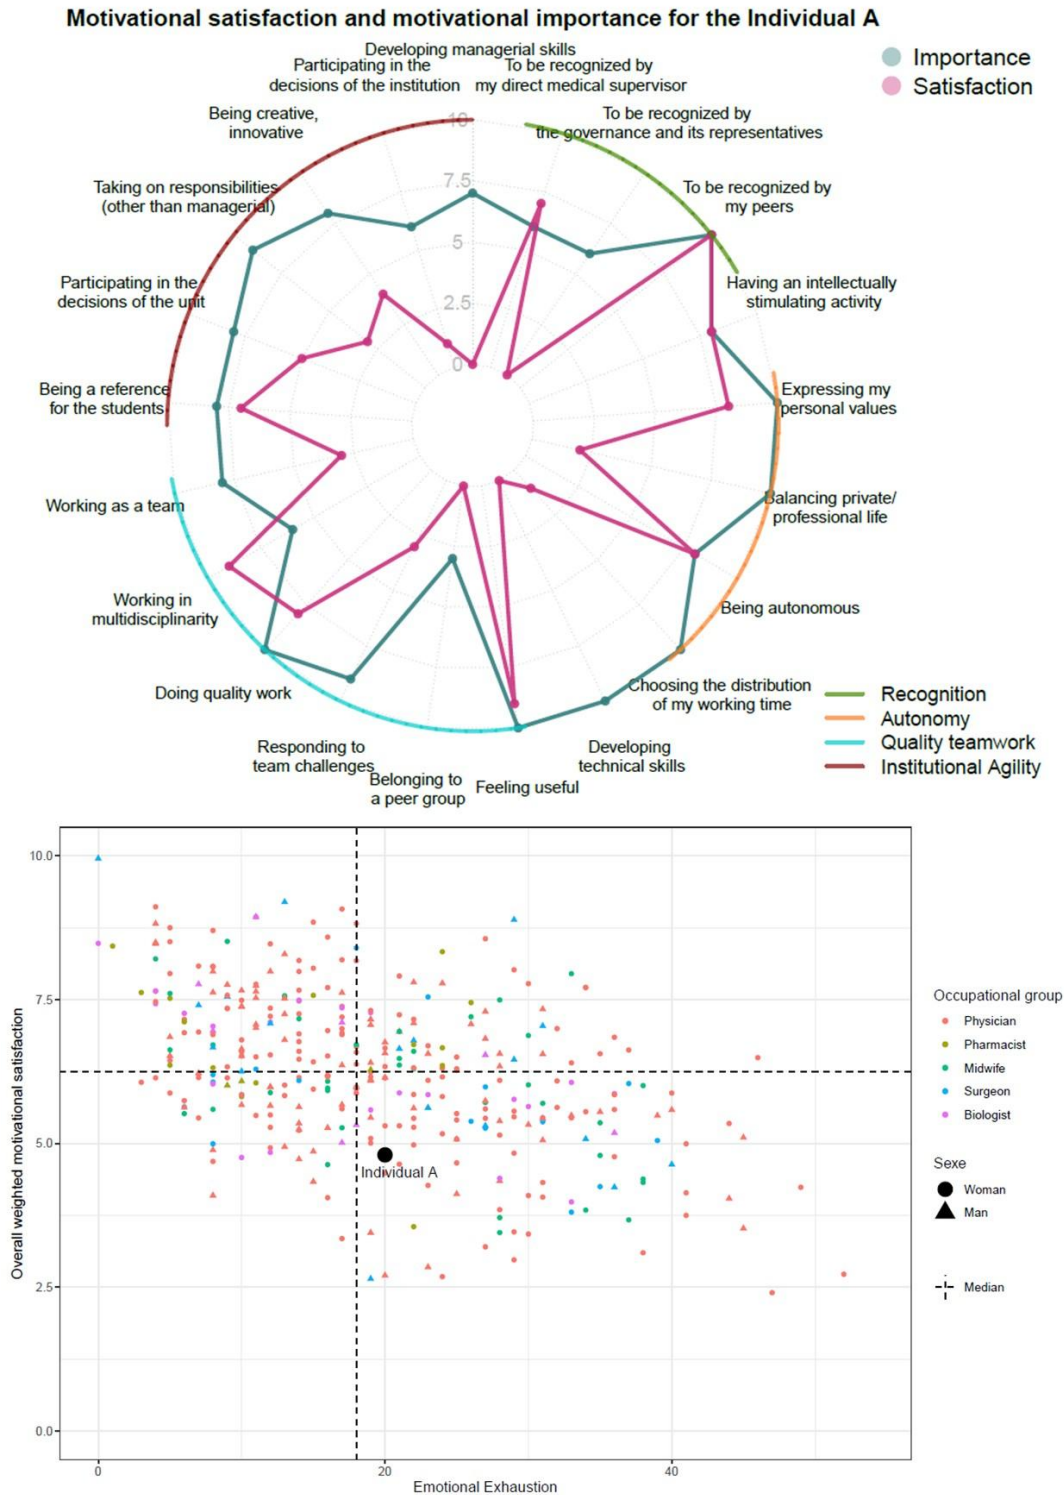 Motivational satisfaction and motivational importance for the Individual A
Developing managerial skills
Participating in the
decisions of the institution
To be recognized by
my direct medical supervisor
Importance
Satisfaction
Being creative,
innovative
To be recognized by
the governance and its representatives
Taking on responsibilities
(other than managerial)
To be recognized by
my peers
Participating in the
decisions of the unit
Having an intellectually
stimulating activity
Being a reference
for the students
Expressing my
personal values
Working as a team
Balancing private/
professional life
Working in
multidisciplinarity
Being autonomous
Doing quality work
Choosing the distribution
of my working time
Responding to
team challenges
Developing
technical skills
Belonging to
a peer group
Feeling useful
10
7.5
5
2.5
0
Recognition
Autonomy
Quality teamwork
Institutional Agility
Overall weighted motivational satisfaction
10.0
7.5
5.0
2.5
0.0
Individual A
0
20
40
Emotional Exhaustion
Occupational group
Physician
Pharmacist
Midwife
Surgeon
Biologist
Sexe
Woman
Man
Median